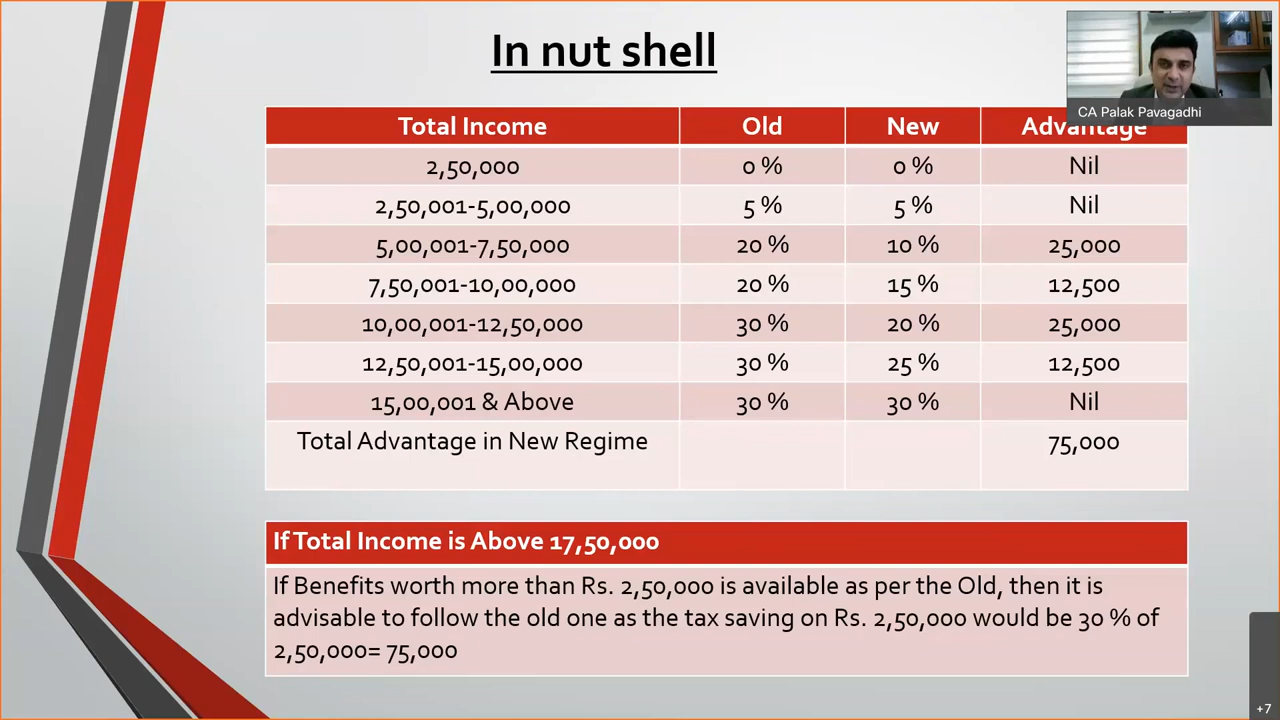 In nut shell
CA Palak Pavagadhi
Total Income Old New Advantage
2,50,000 0 % 0 % Nil
2,50,001-5,00,000 5 % 5 % Nil
5,00,001-7,50,000 20 % 10 % 25,000
7,50,001-10,00,000 20 % 15 % 12,500
10,00,001-12,50,000 30 % 20 % 25,000
12,50,001-15,00,000 30 % 25 % 12,500
15,00,001 & Above 30 % 30 % Nil
Total Advantage in New Regime 75,000
If Total Income is Above 17,50,000
If Benefits worth more than Rs. 2,50,000 is available as per the Old, then it is
advisable to follow the old one as the tax saving on Rs. 2,50,000 would be 30 % of
2,50,000= 75,000
+7